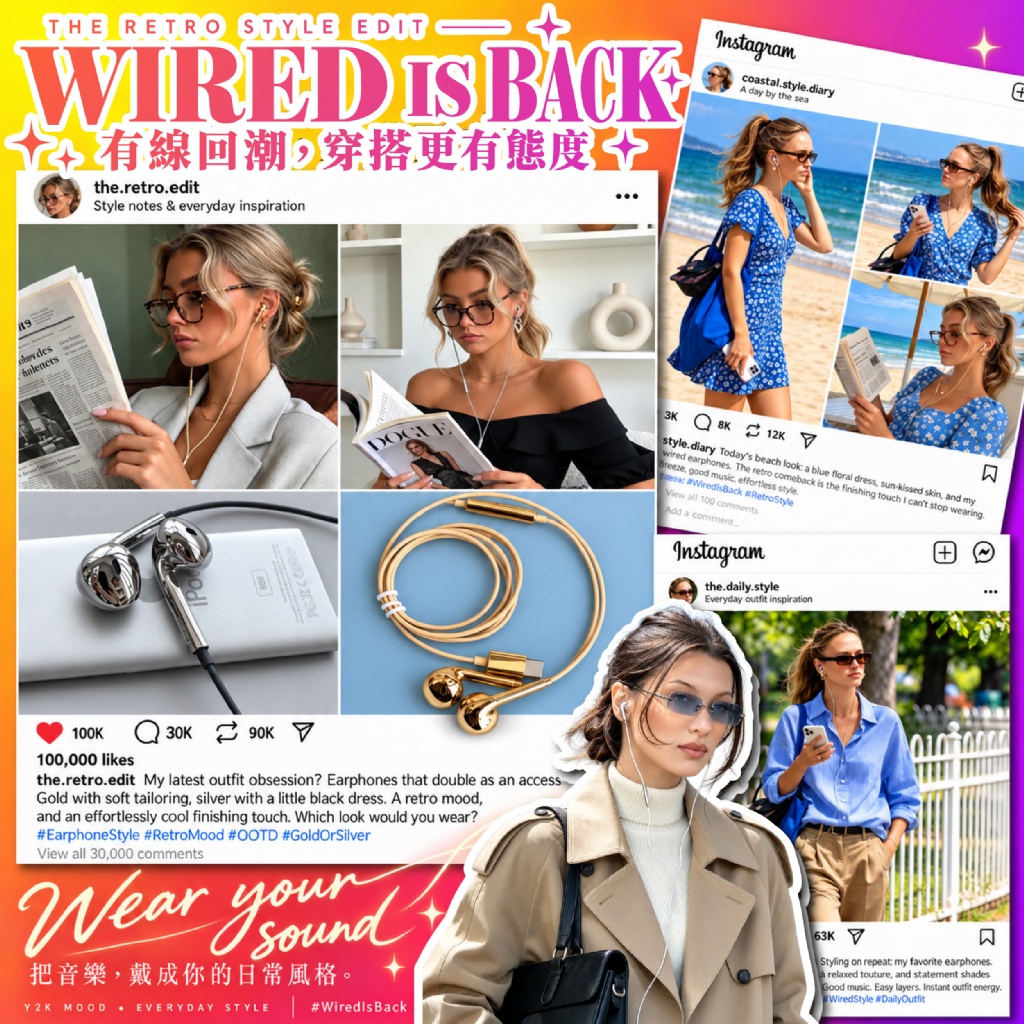 THE RETRO STYLE EDIT
WIRED IS BACK
有線回潮，穿搭更有態度
the.retro.edit
Style notes & everyday inspiration
DOGUE
iPod
100K
30K
90K
100,000 likes
the.retro.edit My latest outfit obsession? Earphones that double as an access
Gold with soft tailoring, silver with a little black dress. A retro mood,
and an effortlessly cool finishing touch. Which look would you wear?
#EarphoneStyle #RetroMood #OOTD #GoldOrSilver
View all 30,000 comments
Instagram
coastal.style.diary
A day by the sea
3K
8K
12K
style.diary Today's beach look: a blue floral dress, sun-kissed skin, and my
wired earphones. The retro comeback is the finishing touch I can't stop wearing.
Breeze, good music, effortless style.
#WiredIsBack #RetroStyle
View all 100 comments
Add a comment...
Instagram
the.daily.style
Everyday outfit inspiration
63K
Styling on repeat: my favorite earphones.
a relaxed touture, and statement shades
Good music. Easy layers. Instant outfit energy.
#WiredStyle #DailyOutfit
Wear your
sound
把音樂，戴成你的日常風格。
Y2K MOOD • EVERYDAY STYLE | #WiredIsBack